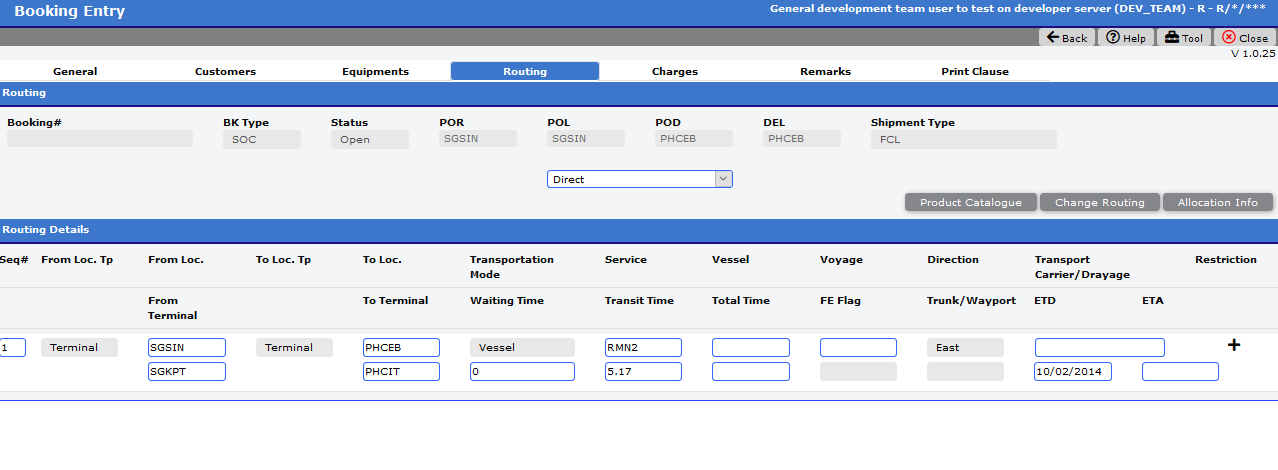 Booking Entry
General development team user to test on developer server (DEV_TEAM) - R - R/*/***
Back Help Tool Close
V 1.0.25
General Customers Equipments Routing Charges Remarks Print Clause
Routing
Booking# BK Type Status POR POL POD DEL Shipment Type
SOC Open SGSIN SGSIN PHCEB PHCEB FCL
Direct
Product Catalogue Change Routing Allocation Info
Routing Details
Seq# From Loc. Tp From Loc. To Loc. Tp To Loc. Transportation Service Vessel Voyage Direction Transport Restriction
Mode Carrier/Drayage
From To Terminal Waiting Time Transit Time Total Time FE Flag Trunk/Wayport ETD ETA
Terminal
1 Terminal SGSIN Terminal PHCEB Vessel RMN2 East +
SGKPT PHCIT 0 5.17 10/02/2014